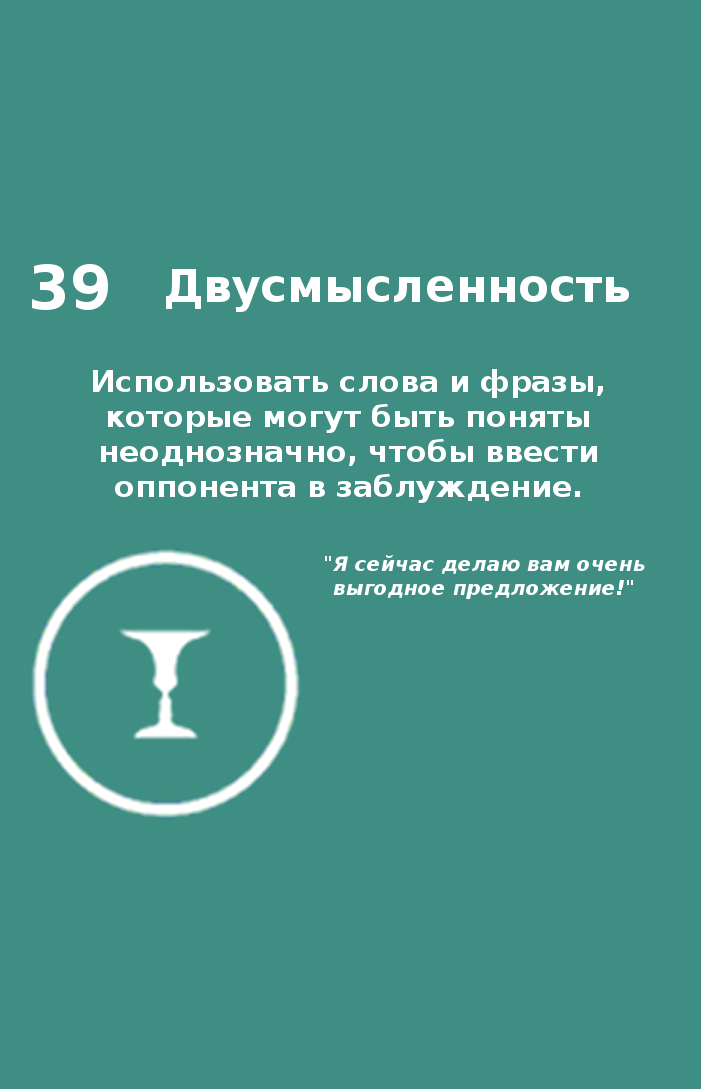 39 Двусмысленность
Использовать слова и фразы,
которые могут быть поняты
неоднозначно, чтобы ввести
оппонента в заблуждение.
"Я сейчас делаю вам очень
выгодное предложение!"